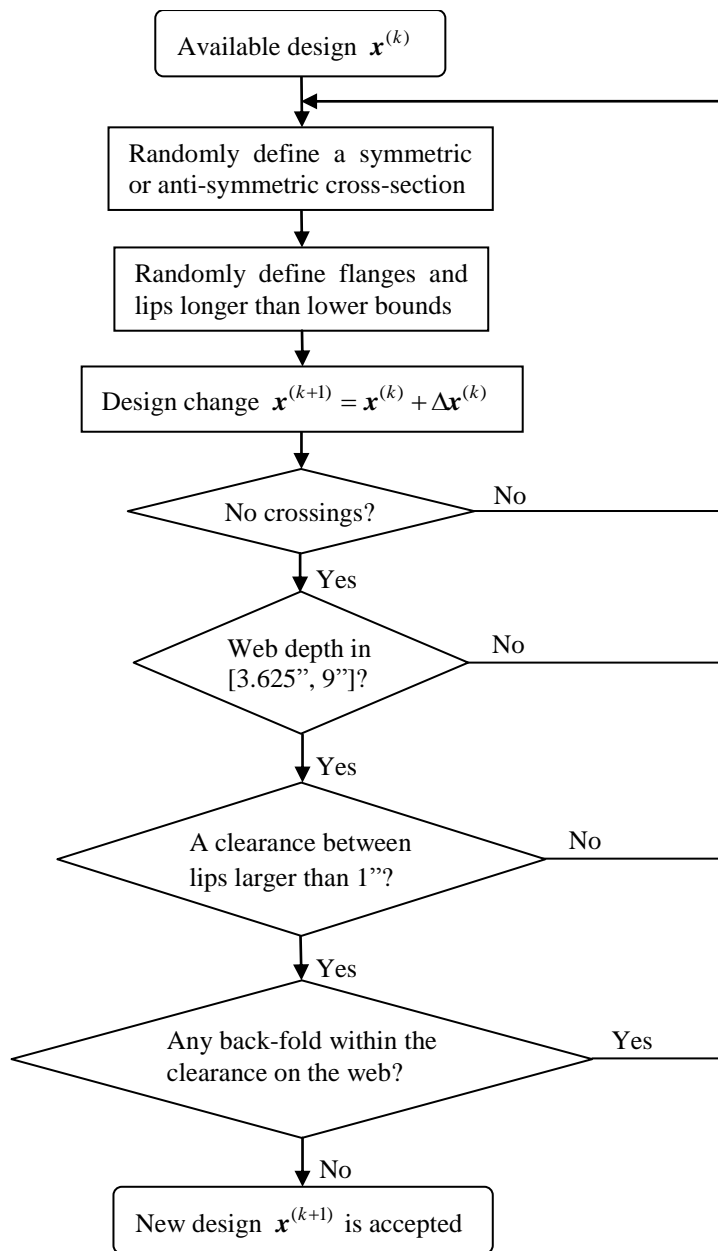 Available design x^(k)
Randomly define a symmetric
or anti-symmetric cross-section
Randomly define flanges and
lips longer than lower bounds
Design change x^(k+1) = x^(k) + Δx^(k)
No crossings?
No
Yes
Web depth in
[3.625”, 9”]?
No
Yes
A clearance between
lips larger than 1”?
No
Yes
Any back-fold within the
clearance on the web?
Yes
No
New design x^(k+1) is accepted